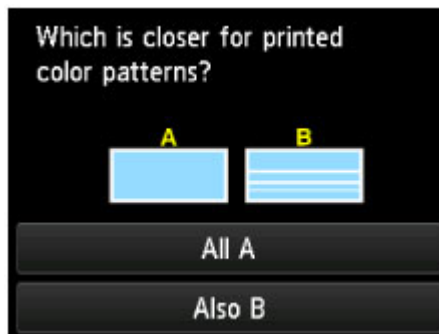 Which is closer for printed
color patterns?
A B
All A
Also B